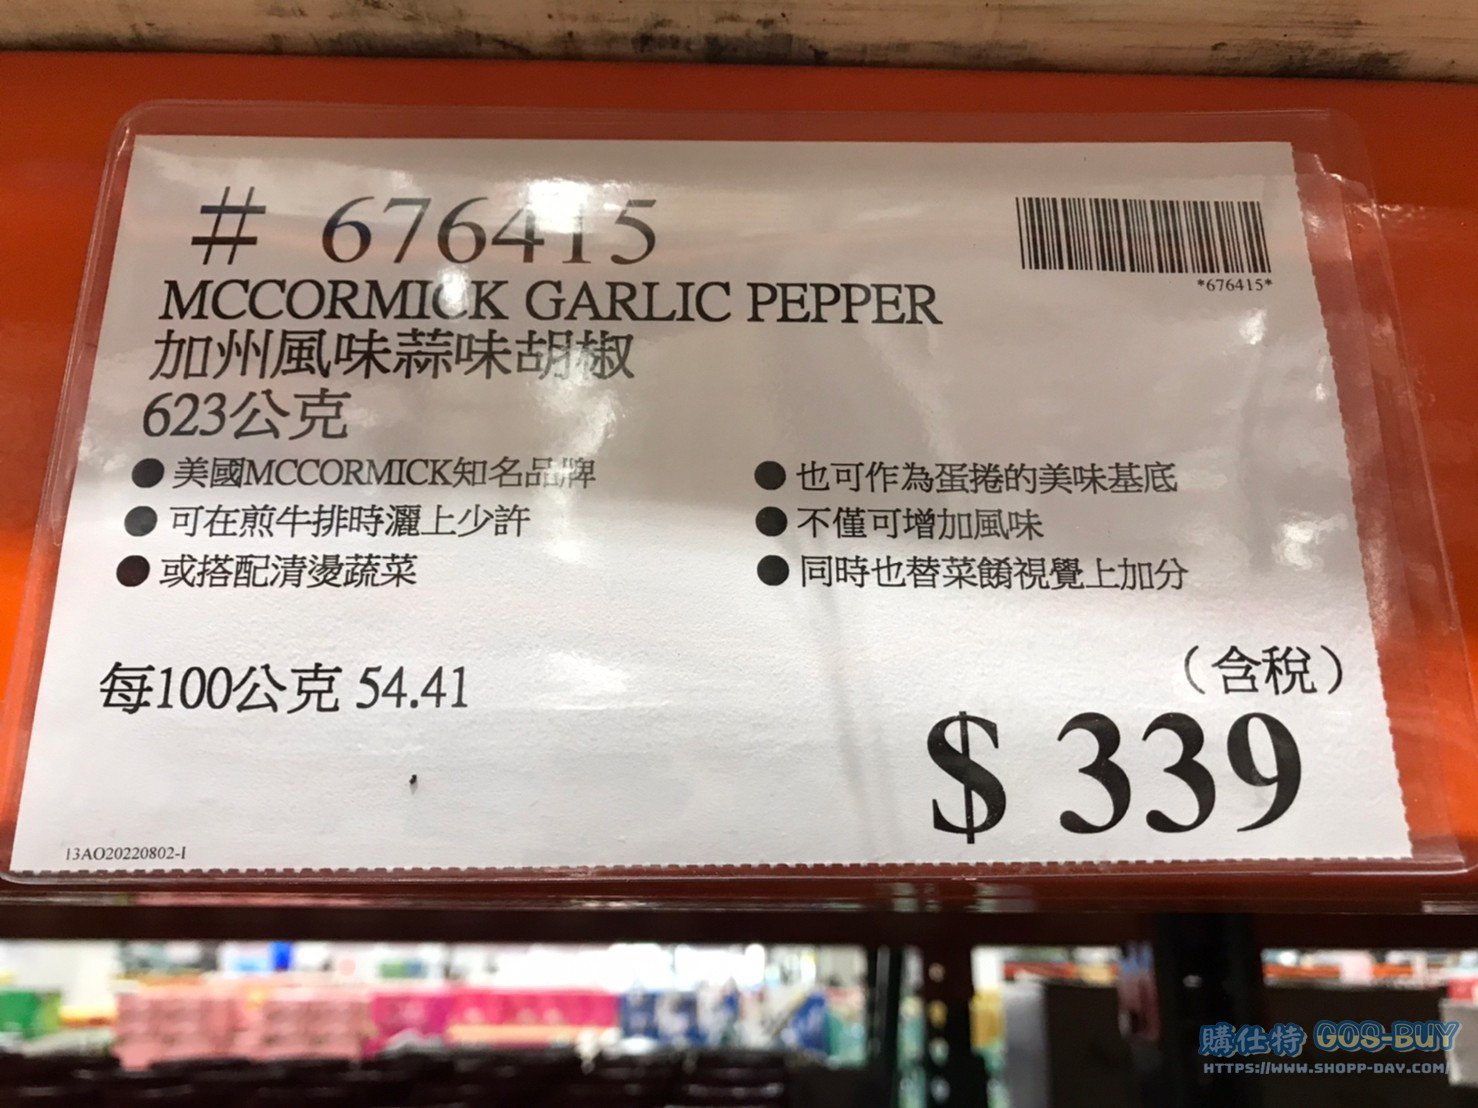 # 676415
*676415*
MCCORMICK GARLIC PEPPER
加州風味蒜味胡椒
623公克
●美國MCCORMICK知名品牌
●可在煎牛排時灑上少許
●或搭配清燙蔬菜
●也可作為蛋捲的美味基底
●不僅可增加風味
●同時也替菜餚視覺上加分
每100公克 54.41
（含稅）
$ 339
13AO20220802-I
購仕特 GOS-BUY
HTTPS://WWW.SHOPP-DAY.COM/